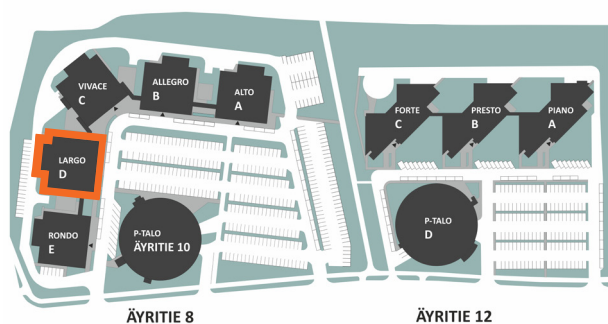 VIVACE
C
ALLEGRO
B
ALTO
A
LARGO
D
RONDO
E
P-TALO
ÄYRITIE 10
FORTE
C
PRESTO
B
PIANO
A
P-TALO
D
ÄYRITIE 8
ÄYRITIE 12